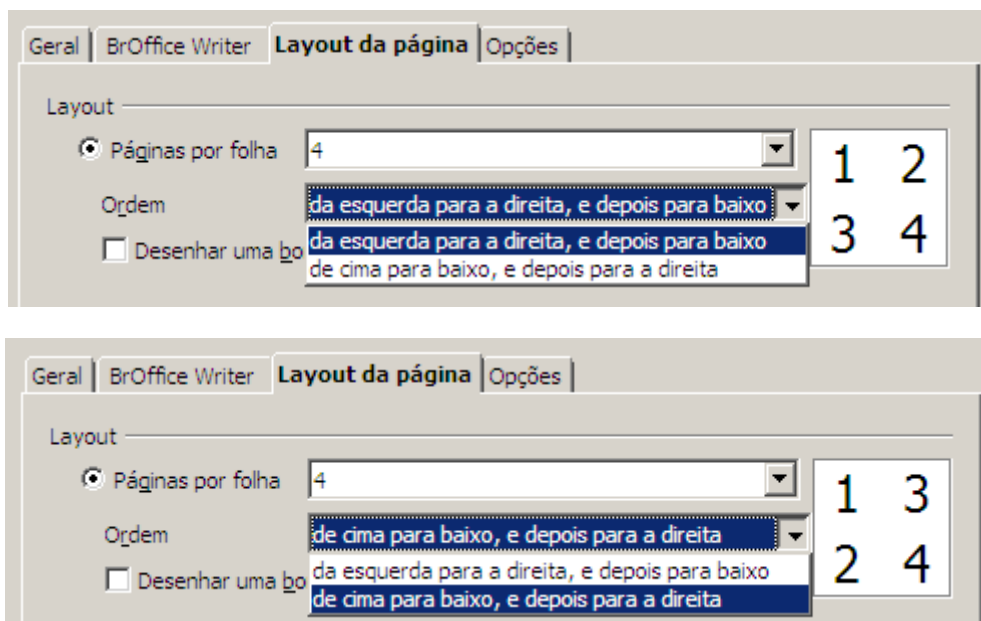 Geral BrOffice Writer Layout da página Opções
Layout
Páginas por folha 4
1 2
Ordem da esquerda para a direita, e depois para baixo
da esquerda para a direita, e depois para baixo
3 4
Desenhar uma bo
de cima para baixo, e depois para a direita
Geral BrOffice Writer Layout da página Opções
Layout
Páginas por folha 4
1 3
Ordem de cima para baixo, e depois para a direita
da esquerda para a direita, e depois para baixo
2 4
Desenhar uma bo
de cima para baixo, e depois para a direita